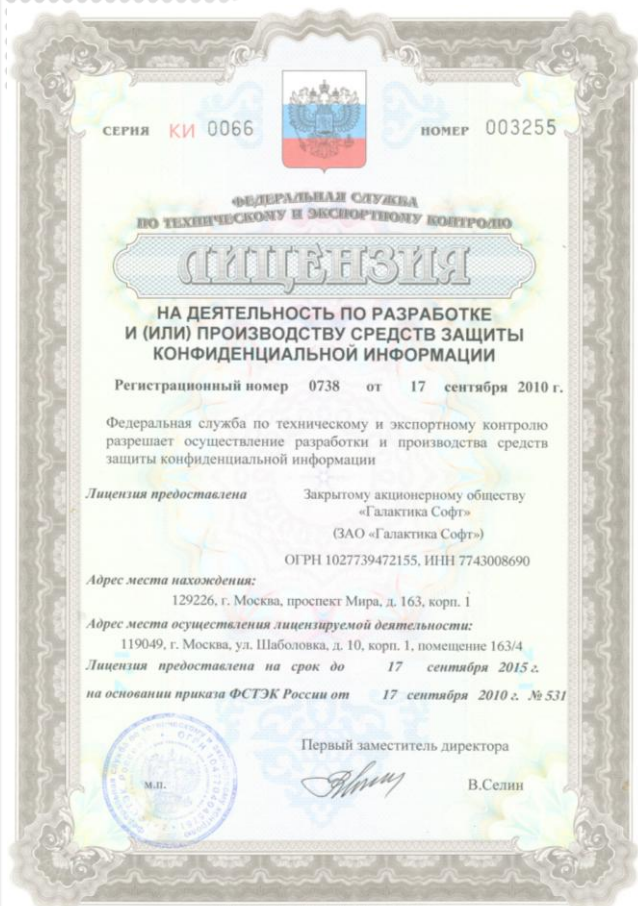 СЕРИЯ КИ 0066 НОМЕР 003255
ФЕДЕРАЛЬНАЯ СЛУЖБА
ПО ТЕХНИЧЕСКОМУ И ЭКСПОРТНОМУ КОНТРОЛЮ
ЛИЦЕНЗИЯ
НА ДЕЯТЕЛЬНОСТЬ ПО РАЗРАБОТКЕ
И (ИЛИ) ПРОИЗВОДСТВУ СРЕДСТВ ЗАЩИТЫ
КОНФИДЕНЦИАЛЬНОЙ ИНФОРМАЦИИ
Регистрационный номер 0738 от 17 сентября 2010 г.
Федеральная служба по техническому и экспортному контролю
разрешает осуществление разработки и производства средств
защиты конфиденциальной информации
Лицензия предоставлена Закрытому акционерному обществу
«Галактика Софт»
(ЗАО «Галактика Софт»)
ОГРН 1027739472155, ИНН 7743008690
Адрес места нахождения:
129226, г. Москва, проспект Мира, д. 163, корп. 1
Адрес места осуществления лицензируемой деятельности:
119049, г. Москва, ул. Шаболовка, д. 10, корп. 1, помещение 163/4
Лицензия предоставлена на срок до 17 сентября 2015 г.
на основании приказа ФСТЭК России от 17 сентября 2010 г. № 531
Первый заместитель директора
М.П. В.Селин